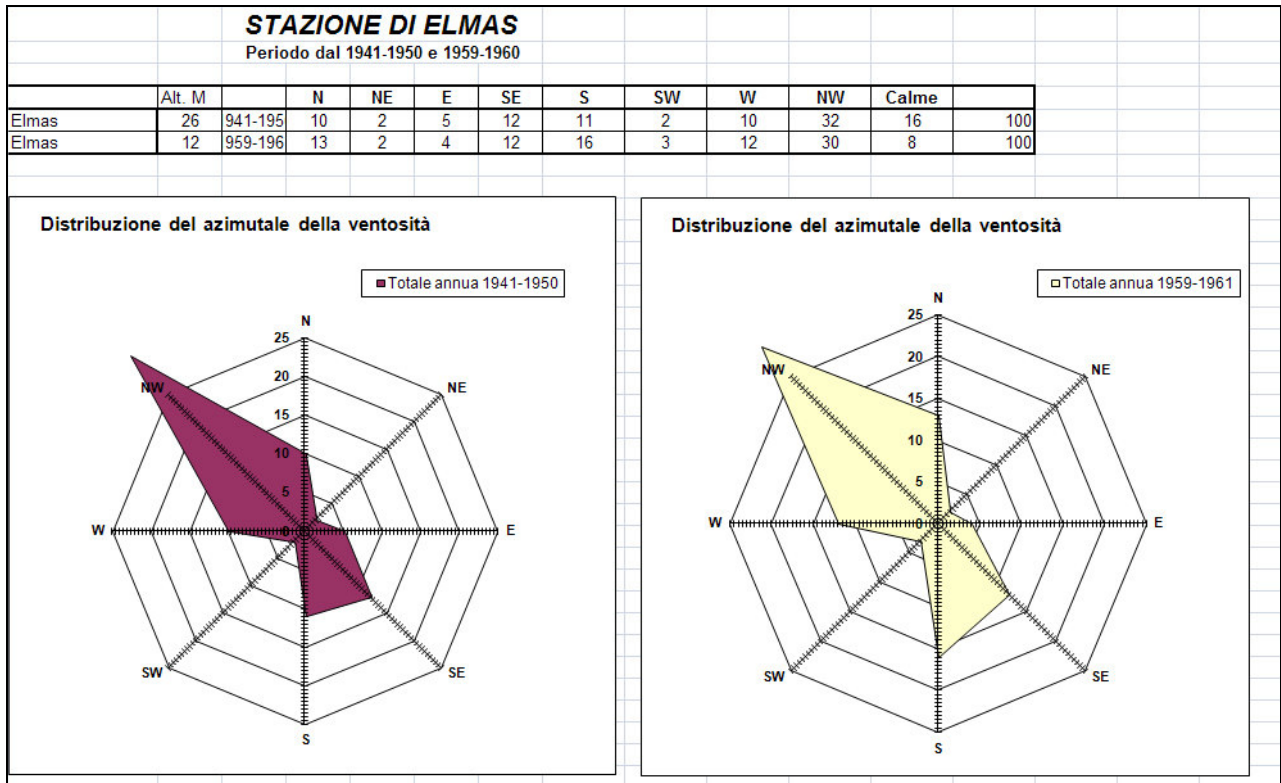 STAZIONE DI ELMAS
Periodo dal 1941-1950 e 1959-1960
Alt. M N NE E SE S SW W NW Calme
Elmas 26 941-195 10 2 5 12 11 2 10 32 16 100
Elmas 12 959-196 13 2 4 12 16 3 12 30 8 100
Distribuzione del azimutale della ventosità
Totale annua 1941-1950
N
25
NE
20
NW
15
10
5
W 0 E
SW SE
S
Distribuzione del azimutale della ventosità
Totale annua 1959-1961
N
25
NE
NW
20
15
10
5
W 0 E
SW SE
S